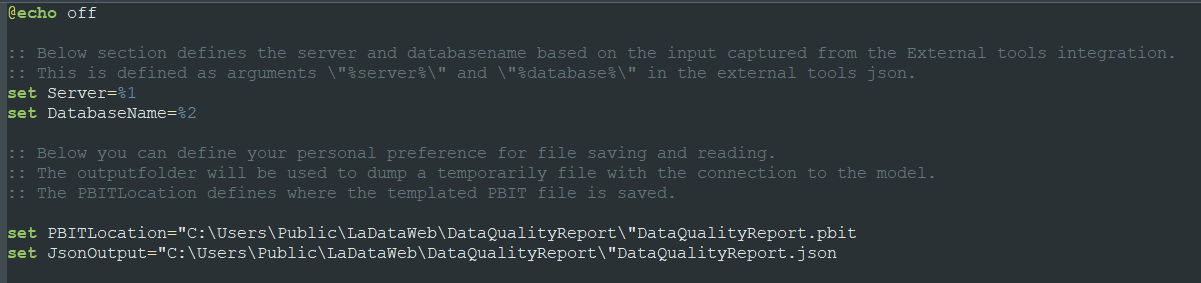 @echo off
:: Below section defines the server and databasename based on the input captured from the External tools integration.
:: This is defined as arguments \"%server%\" and \"%database%\" in the external tools json.
set Server=%1
set DatabaseName=%2
:: Below you can define your personal preference for file saving and reading.
:: The outputfolder will be used to dump a temporarily file with the connection to the model.
:: The PBITLocation defines where the templated PBIT file is saved.
set PBITLocation="C:\Users\Public\LaDataWeb\DataQualityReport\"DataQualityReport.pbit
set JsonOutput="C:\Users\Public\LaDataWeb\DataQualityReport\"DataQualityReport.json